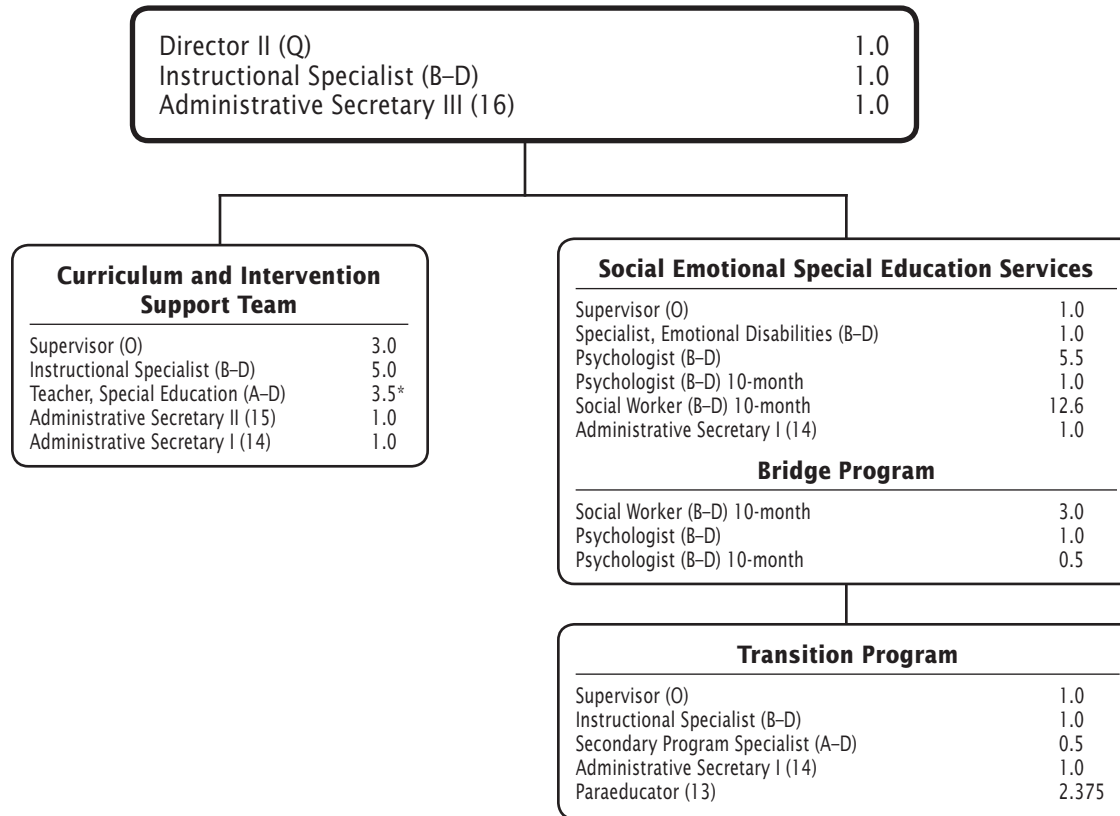 Director II (Q) 1.0
Instructional Specialist (B–D) 1.0
Administrative Secretary III (16) 1.0
Curriculum and Intervention
Support Team
Supervisor (O) 3.0
Instructional Specialist (B–D) 5.0
Teacher, Special Education (A–D) 3.5*
Administrative Secretary II (15) 1.0
Administrative Secretary I (14) 1.0
Social Emotional Special Education Services
Supervisor (O) 1.0
Specialist, Emotional Disabilities (B–D) 1.0
Psychologist (B–D) 5.5
Psychologist (B–D) 10-month 1.0
Social Worker (B–D) 10-month 12.6
Administrative Secretary I (14) 1.0
Bridge Program
Social Worker (B–D) 10-month 3.0
Psychologist (B–D) 1.0
Psychologist (B–D) 10-month 0.5
Transition Program
Supervisor (O) 1.0
Instructional Specialist (B–D) 1.0
Secondary Program Specialist (A–D) 0.5
Administrative Secretary I (14) 1.0
Paraeducator (13) 2.375